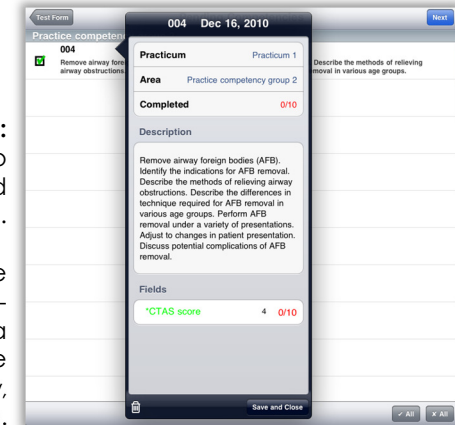 :
o
d
.
e
–
a
e
y,
.
Test Form
Next
Practice competen
004
Remove airway fore
airway obstructions
Describe the methods of relieving
emoval in various age groups.
004 Dec 16, 2010
Practicum Practicum 1
Area Practice competency group 2
Completed 0/10
Description
Remove airway foreign bodies (AFB).
Identify the indications for AFB removal.
Describe the methods of relieving airway
obstructions. Describe the differences in
technique required for AFB removal in
various age groups. Perform AFB
removal under a variety of presentations.
Adjust to changes in patient presentation.
Discuss potential complications of AFB
removal.
Fields
*CTAS score 4 0/10
Save and Close
✓ All
x All